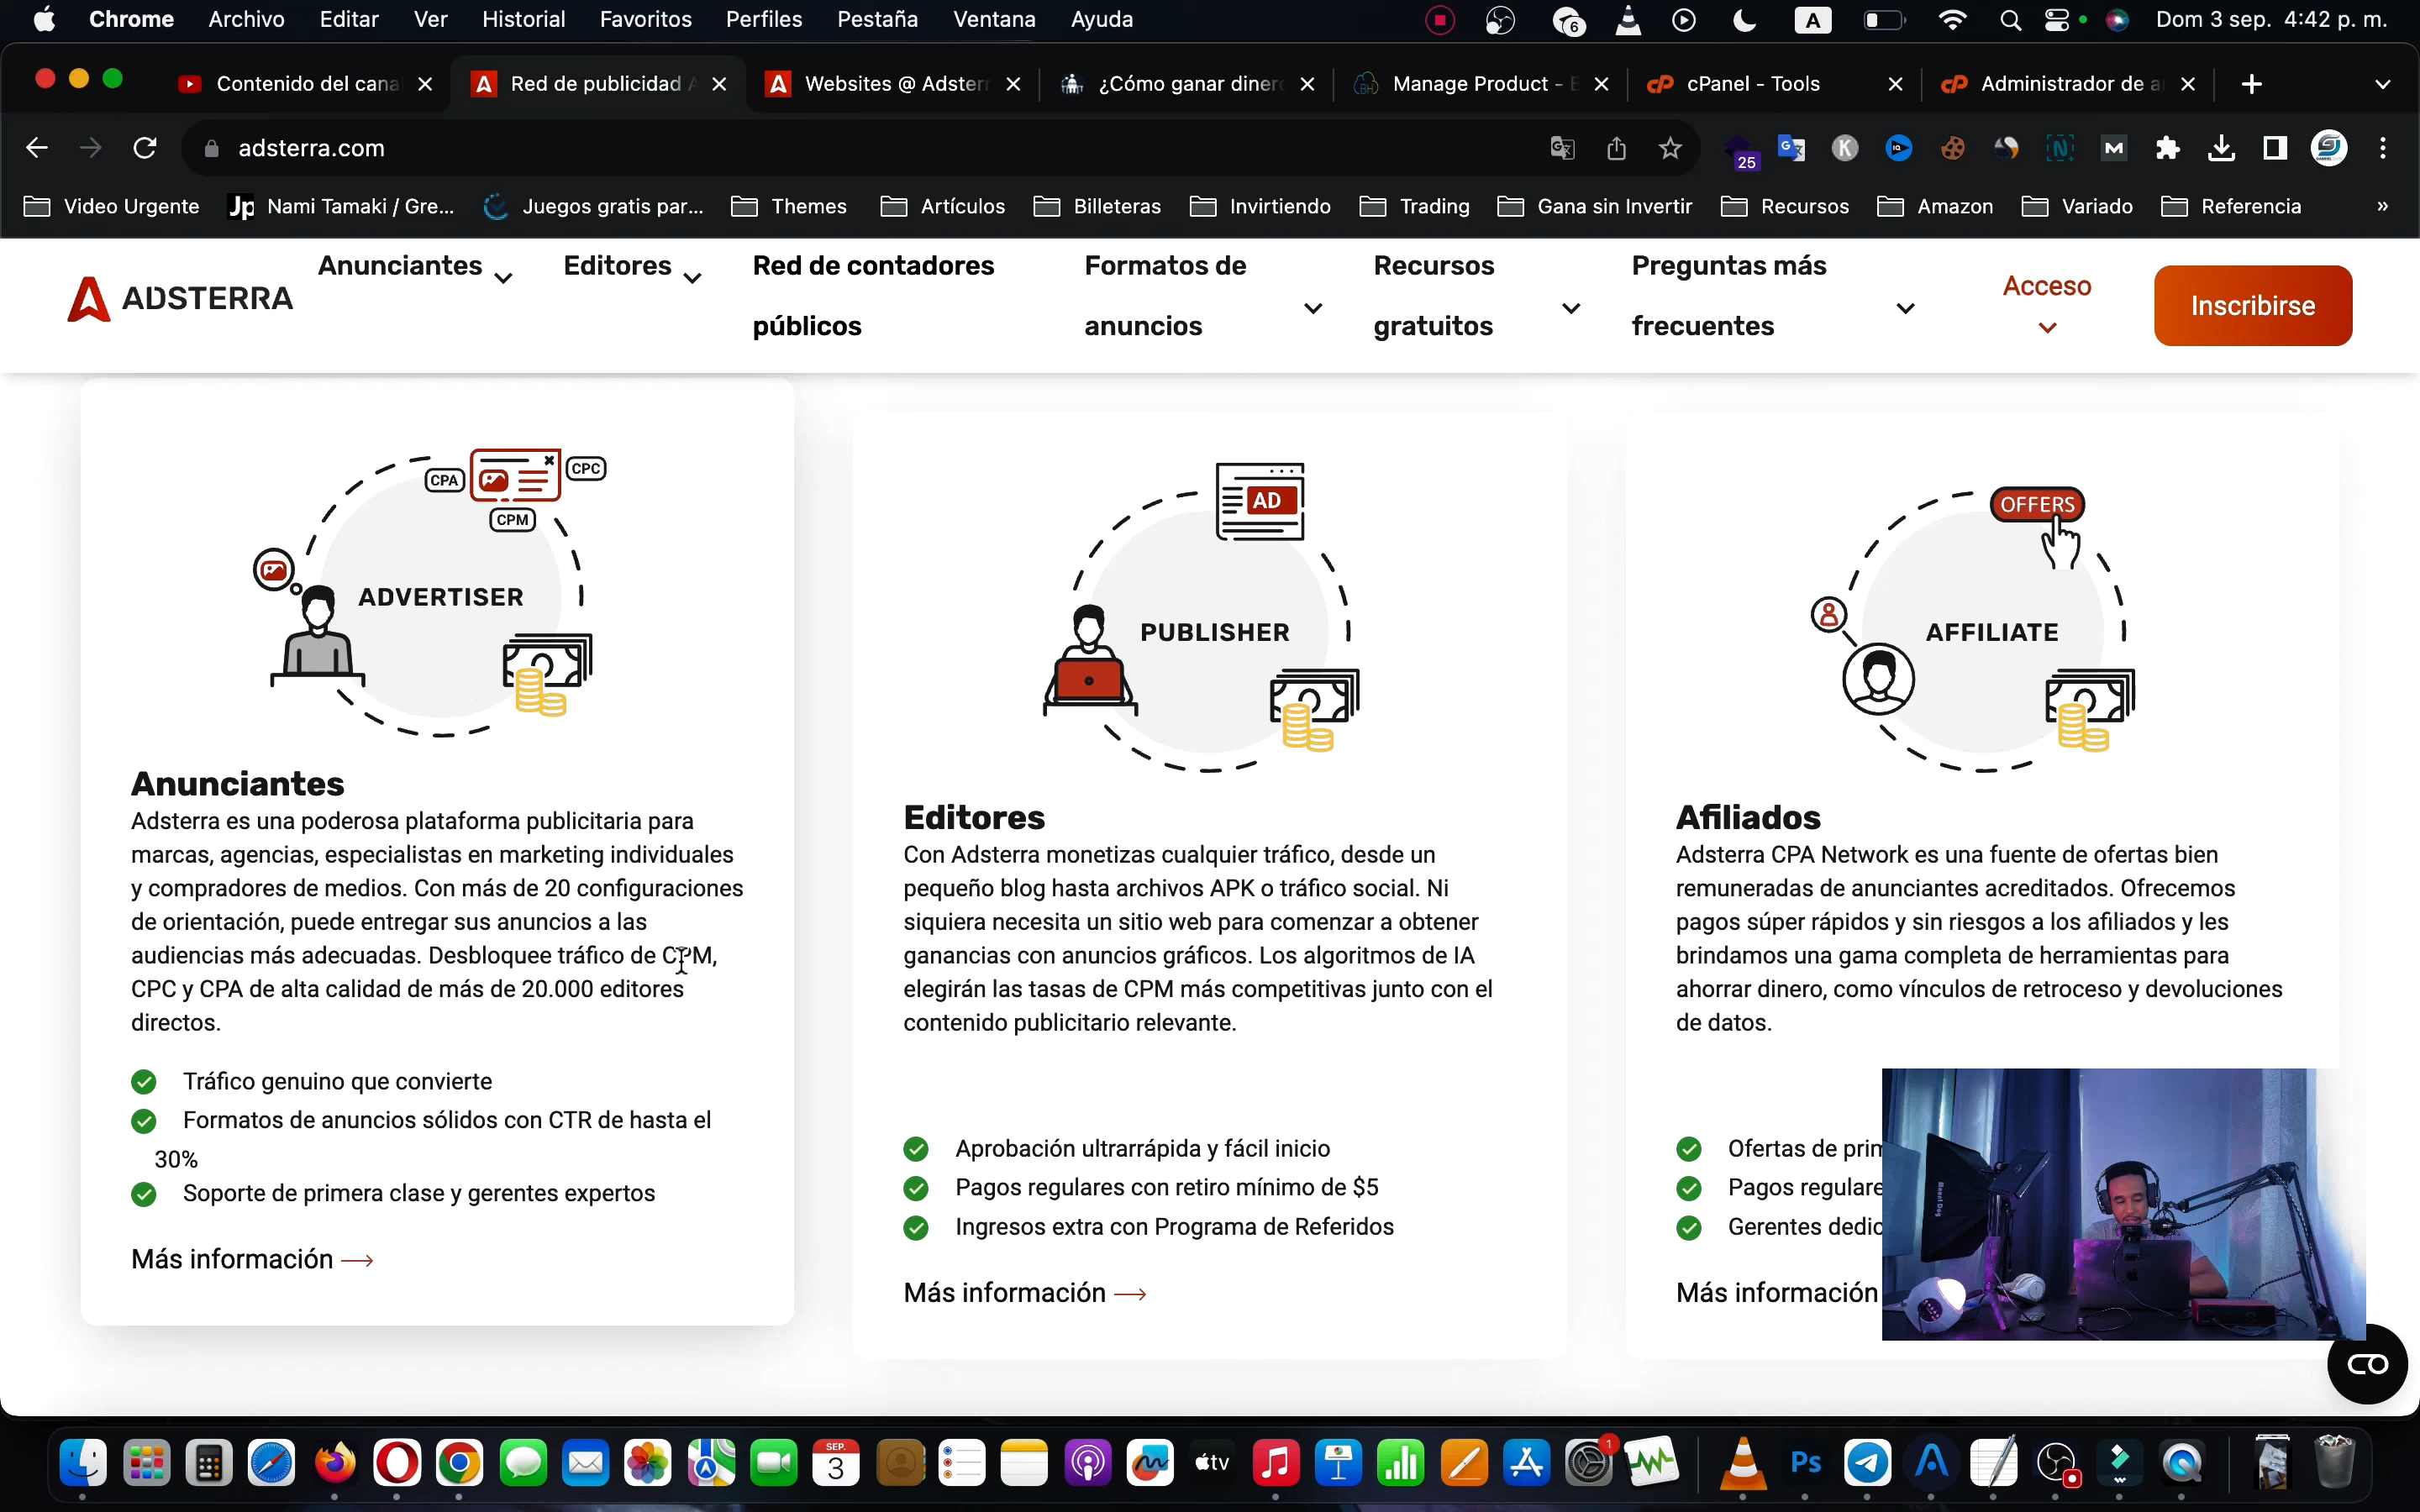 Chrome Archivo Editar Ver Historial Favoritos Perfiles Pestaña Ventana Ayuda
6 A Dom 3 sep. 4:42 p. m.
Contenido del cana
Red de publicidad A
Websites @ Adsterr
¿Cómo ganar diner
Manage Product -
cPanel - Tools
Administrador de a
adsterra.com
25
Video Urgente
Jp Nami Tamaki / Gre...
Juegos gratis par...
Themes
Artículos
Billeteras
Invirtiendo
Trading
Gana sin Invertir
Recursos
Amazon
Variado
Referencia
»
ADSTERRA
Anunciantes
Editores
Red de contadores
públicos
Formatos de
anuncios
Recursos
gratuitos
Preguntas más
frecuentes
Acceso
Inscribirse
CPA
CPC
CPM
ADVERTISER
Anunciantes
Adsterra es una poderosa plataforma publicitaria para
marcas, agencias, especialistas en marketing individuales
y compradores de medios. Con más de 20 configuraciones
de orientación, puede entregar sus anuncios a las
audiencias más adecuadas. Desbloquee tráfico de CPM,
CPC y CPA de alta calidad de más de 20.000 editores
directos.
Tráfico genuino que convierte
Formatos de anuncios sólidos con CTR de hasta el
30%
Soporte de primera clase y gerentes expertos
Más información
AD
PUBLISHER
Editores
Con Adsterra monetizas cualquier tráfico, desde un
pequeño blog hasta archivos APK o tráfico social. Ni
siquiera necesita un sitio web para comenzar a obtener
ganancias con anuncios gráficos. Los algoritmos de IA
elegirán las tasas de CPM más competitivas junto con el
contenido publicitario relevante.
Aprobación ultrarrápida y fácil inicio
Pagos regulares con retiro mínimo de $5
Ingresos extra con Programa de Referidos
Más información
OFFERS
AFFILIATE
Afiliados
Adsterra CPA Network es una fuente de ofertas bien
remuneradas de anunciantes acreditados. Ofrecemos
pagos súper rápidos y sin riesgos a los afiliados y les
brindamos una gama completa de herramientas para
ahorrar dinero, como vínculos de retroceso y devoluciones
de datos.
Ofertas de prim
Pagos regulare
Gerentes dedic
Más información
SEP.
3
tv
1
Ps